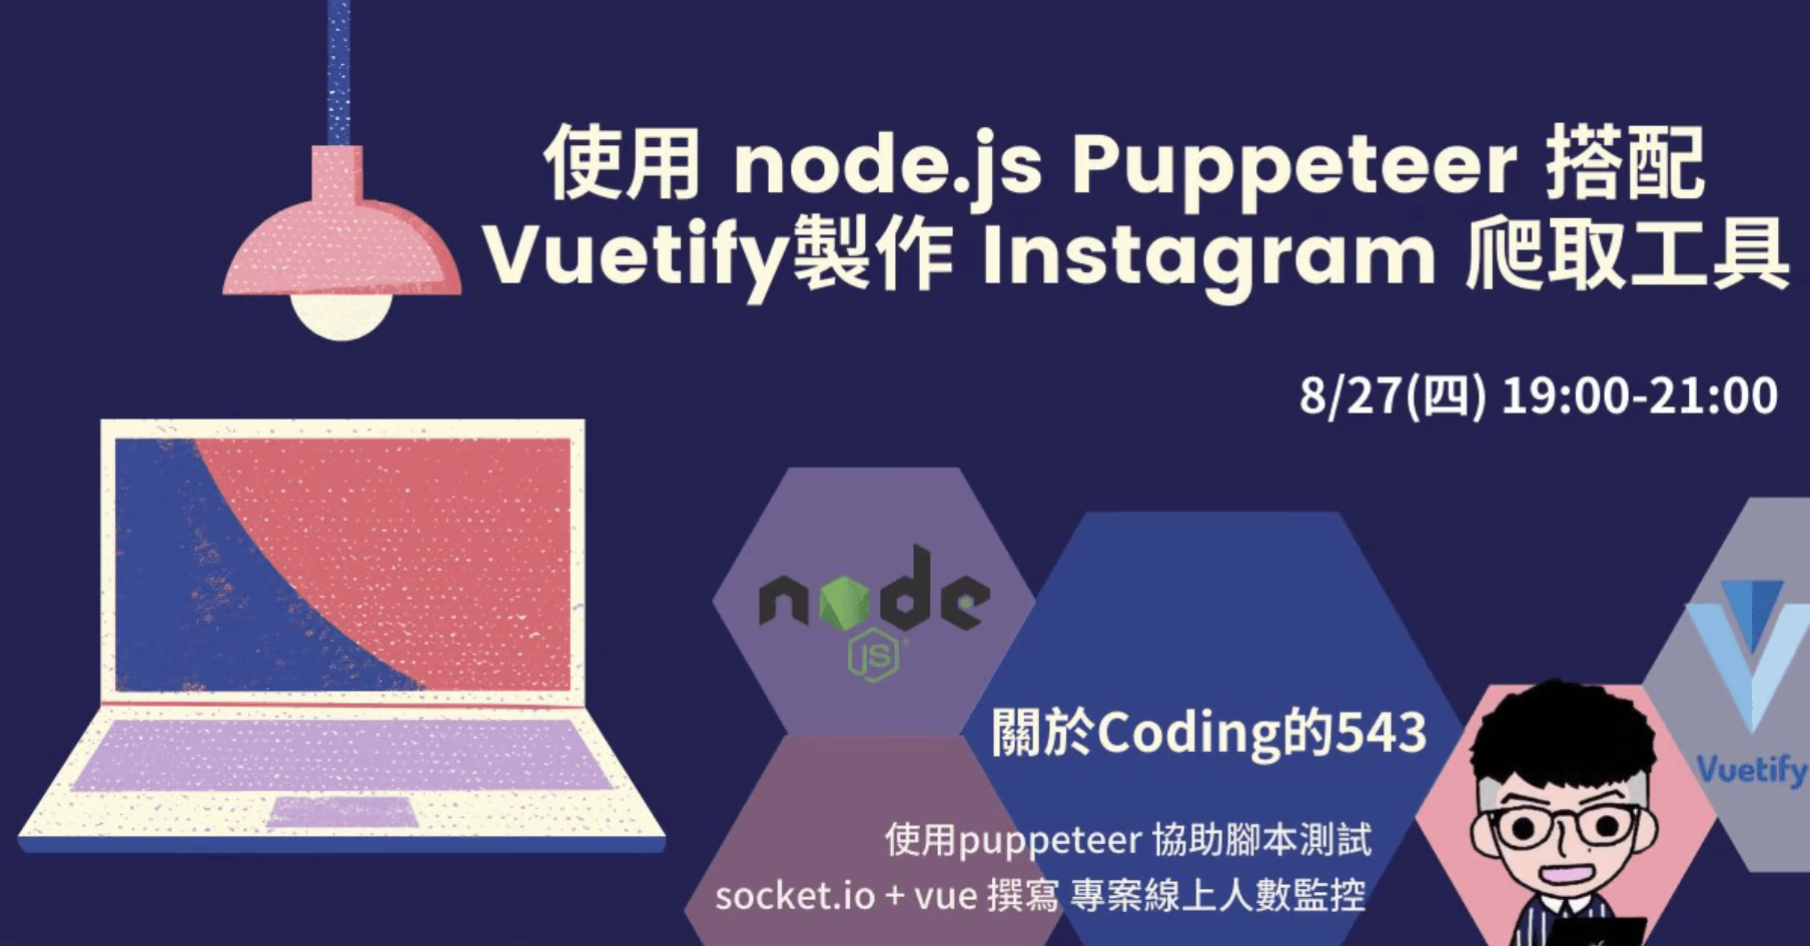 使用 node.js Puppeteer 搭配
Vuetify製作 Instagram 爬取工具
8/27(四) 19:00-21:00
node
JS
Vuetify
關於Coding的543
使用puppeteer 協助腳本測試
socket.io + vue 撰寫 專案線上人數監控